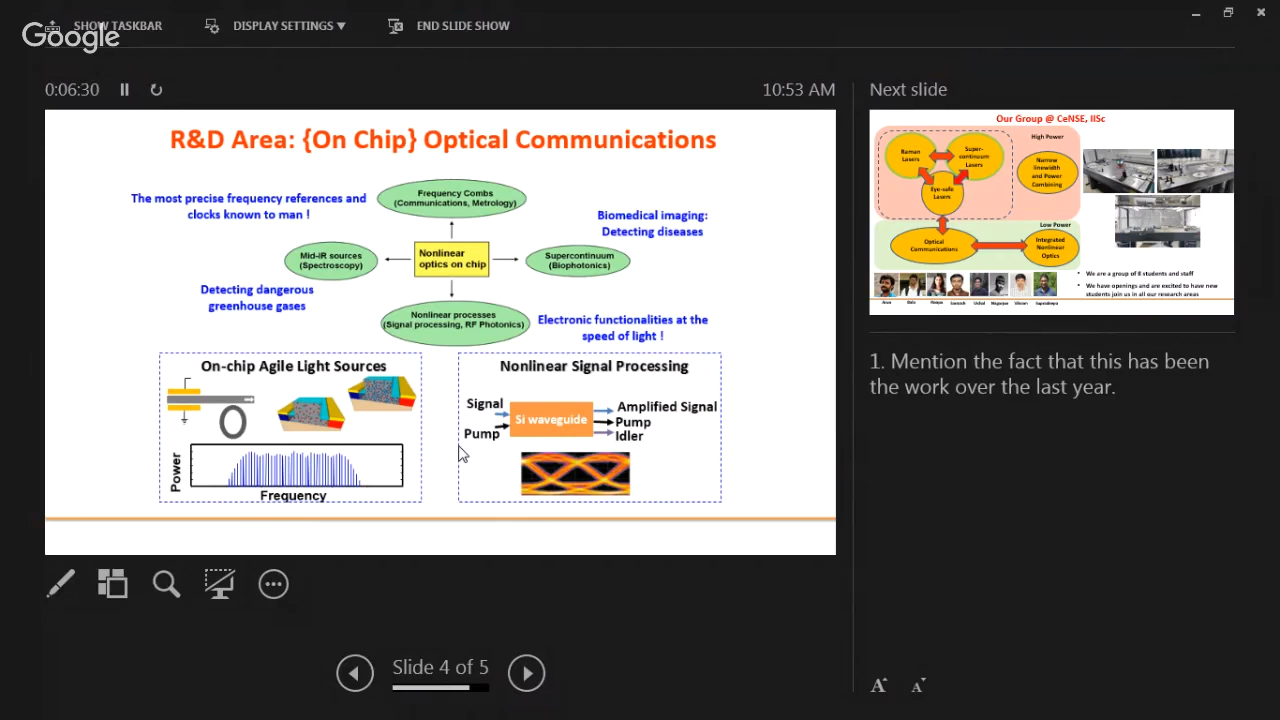 SHOW TASKBAR
DISPLAY SETTINGS ▼
END SLIDE SHOW
Google
0:06:30
10:53 AM
R&D Area: {On Chip} Optical Communications
The most precise frequency references and
clocks known to man !
Frequency Combs
(Communications, Metrology)
Biomedical imaging:
Detecting diseases
Mid-IR sources
(Spectroscopy)
Nonlinear
optics on chip
Supercontinuum
(Biophotonics)
Detecting dangerous
greenhouse gases
Nonlinear processes
(Signal processing, RF Photonics)
Electronic functionalities at the
speed of light !
On-chip Agile Light Sources
Power
Frequency
Nonlinear Signal Processing
Signal
Pump
Si waveguide
Amplified Signal
Pump
Idler
Slide 4 of 5
Next slide
Our Group @ CeNSE, IISc
High Power
Raman
Lasers
Super-
continuum
Lasers
Eye-safe
Lasers
Narrow
linewidth
and Power
Combining
Low Power
Optical
Communications
Integrated
Nonlinear
Optics
We are a group of 8 students and staff
We have openings and are excited to have new
students join us in all our research areas
1. Mention the fact that this has been
the work over the last year.
A
A